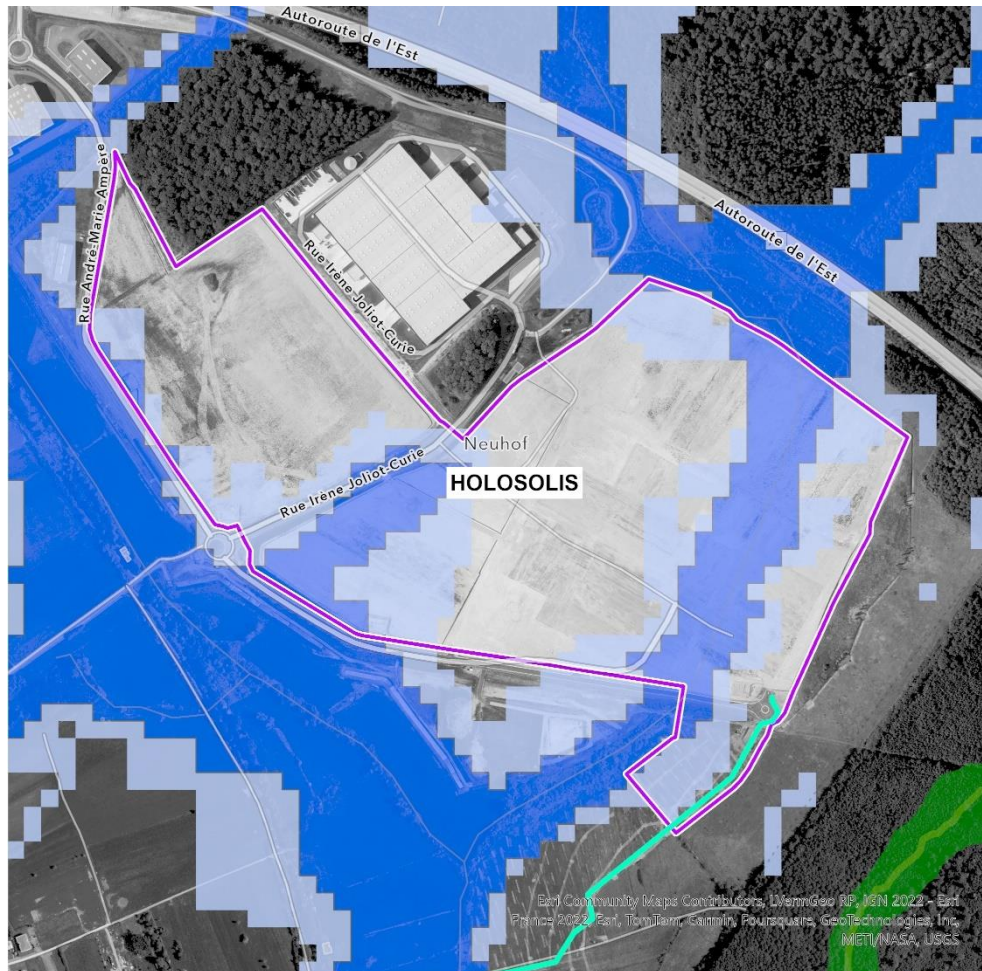 Autoroute de l'Est
Autoroute de l'Est
Rue André-Marie Ampère
Rue Irène Joliot-Curie
Neuhof
Rue Irène Joliot-Curie
HOLOSOLIS
Esri Community Maps Contributors, LVermGeo RP, IGN 2022 - Esri
France 2022, Esri, TomTom, Garmin, Foursquare, GeoTechnologies, Inc,
METI/NASA, USGS